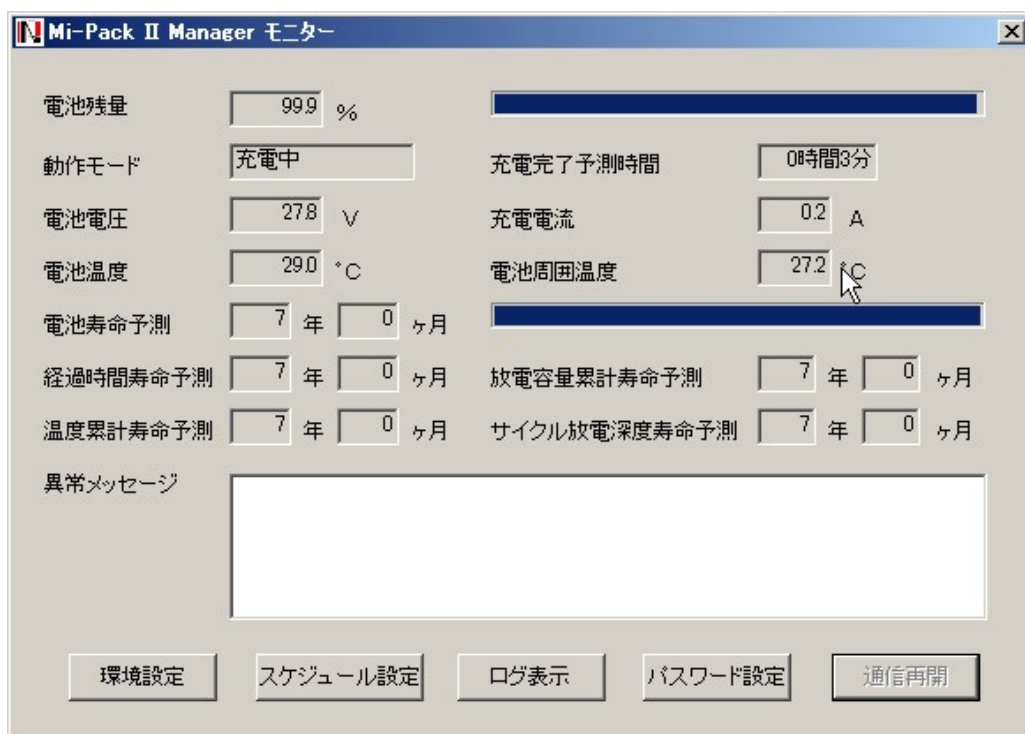 Mi-Pack II Manager モニター
電池残量 99.9 %
動作モード 充電中 充電完了予測時間 0時間3分
電池電圧 27.8 V 充電電流 0.2 A
電池温度 29.0 °C 電池周囲温度 27.2 °C
電池寿命予測 7 年 0 ヶ月
経過時間寿命予測 7 年 0 ヶ月 放電容量累計寿命予測 7 年 0 ヶ月
温度累計寿命予測 7 年 0 ヶ月 サイクル放電深度寿命予測 7 年 0 ヶ月
異常メッセージ
環境設定 スケジュール設定 ログ表示 パスワード設定 通信再開